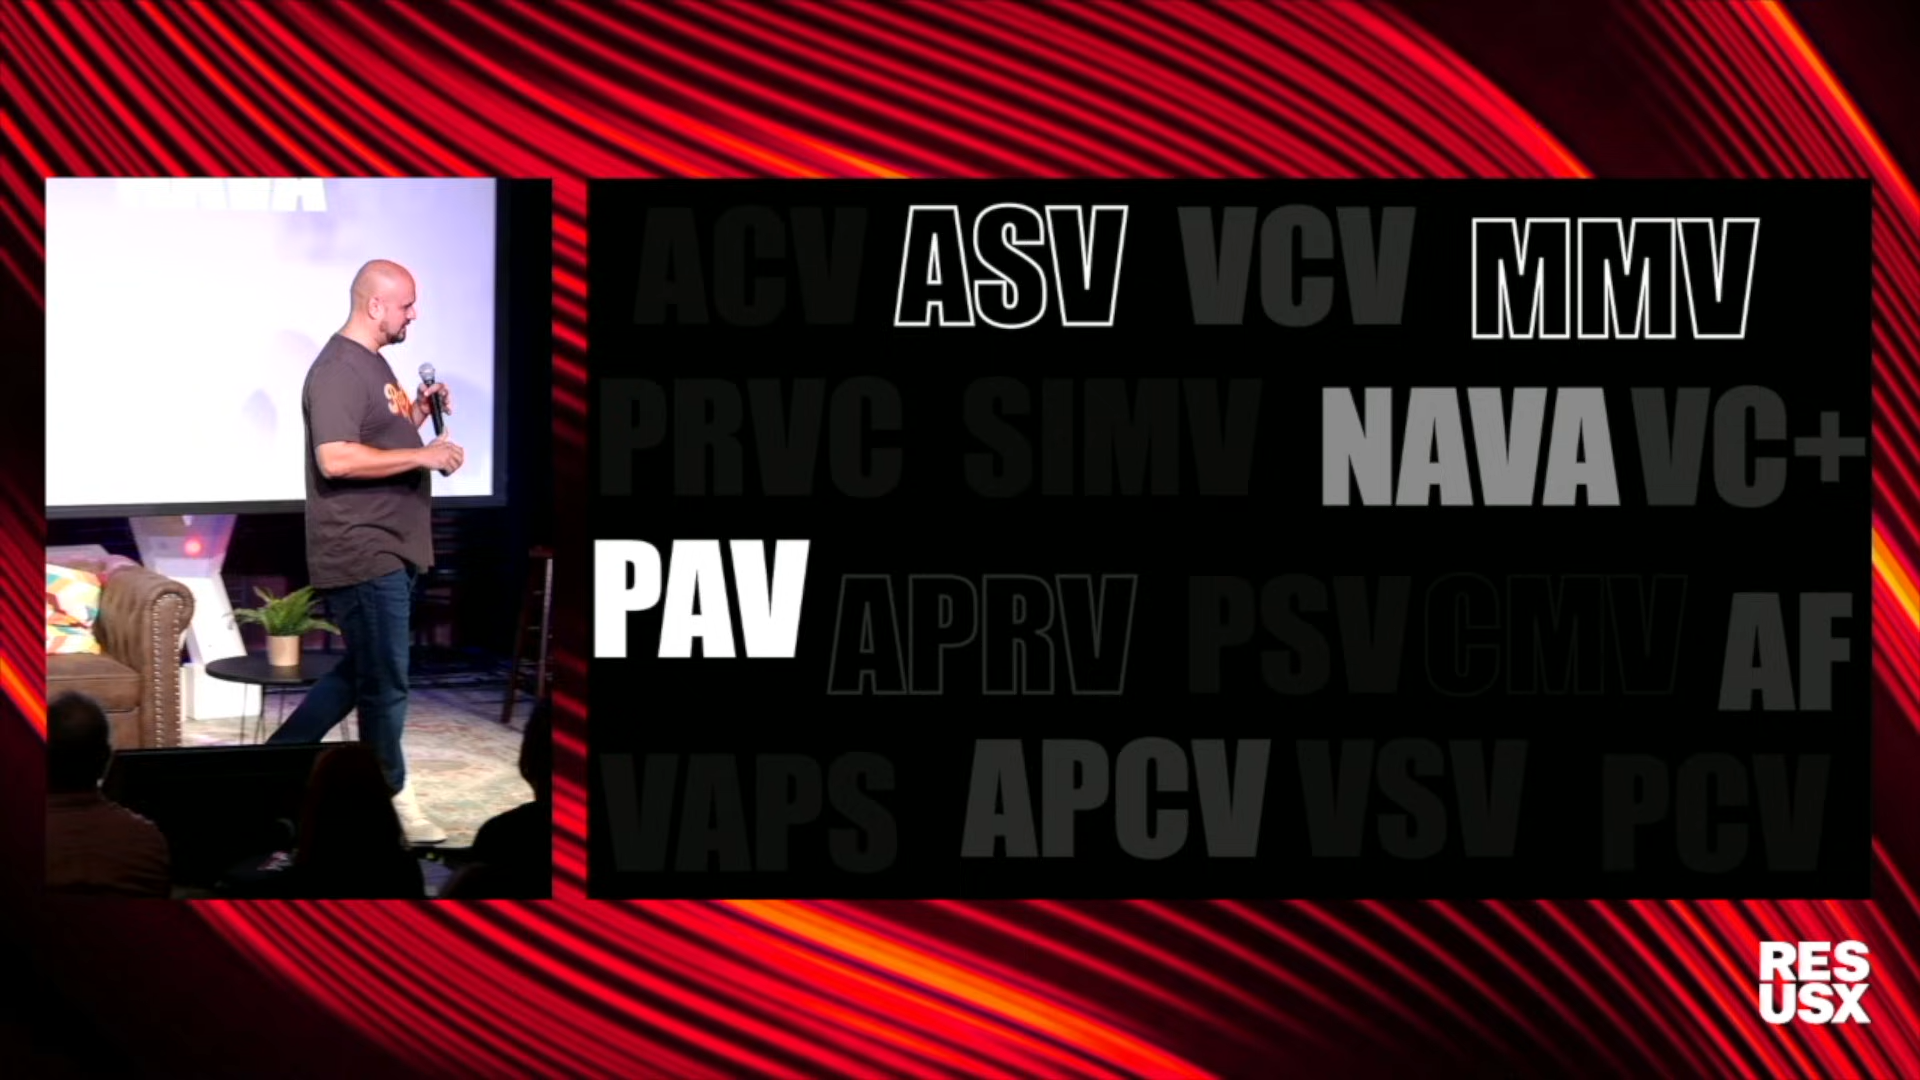 NAVA
ACV ASV VCV MMV
PRVC SIMV NAVA VC+
PAV APRV PSV CMV AF
VAPS APCV VSV PCV
RES
USX